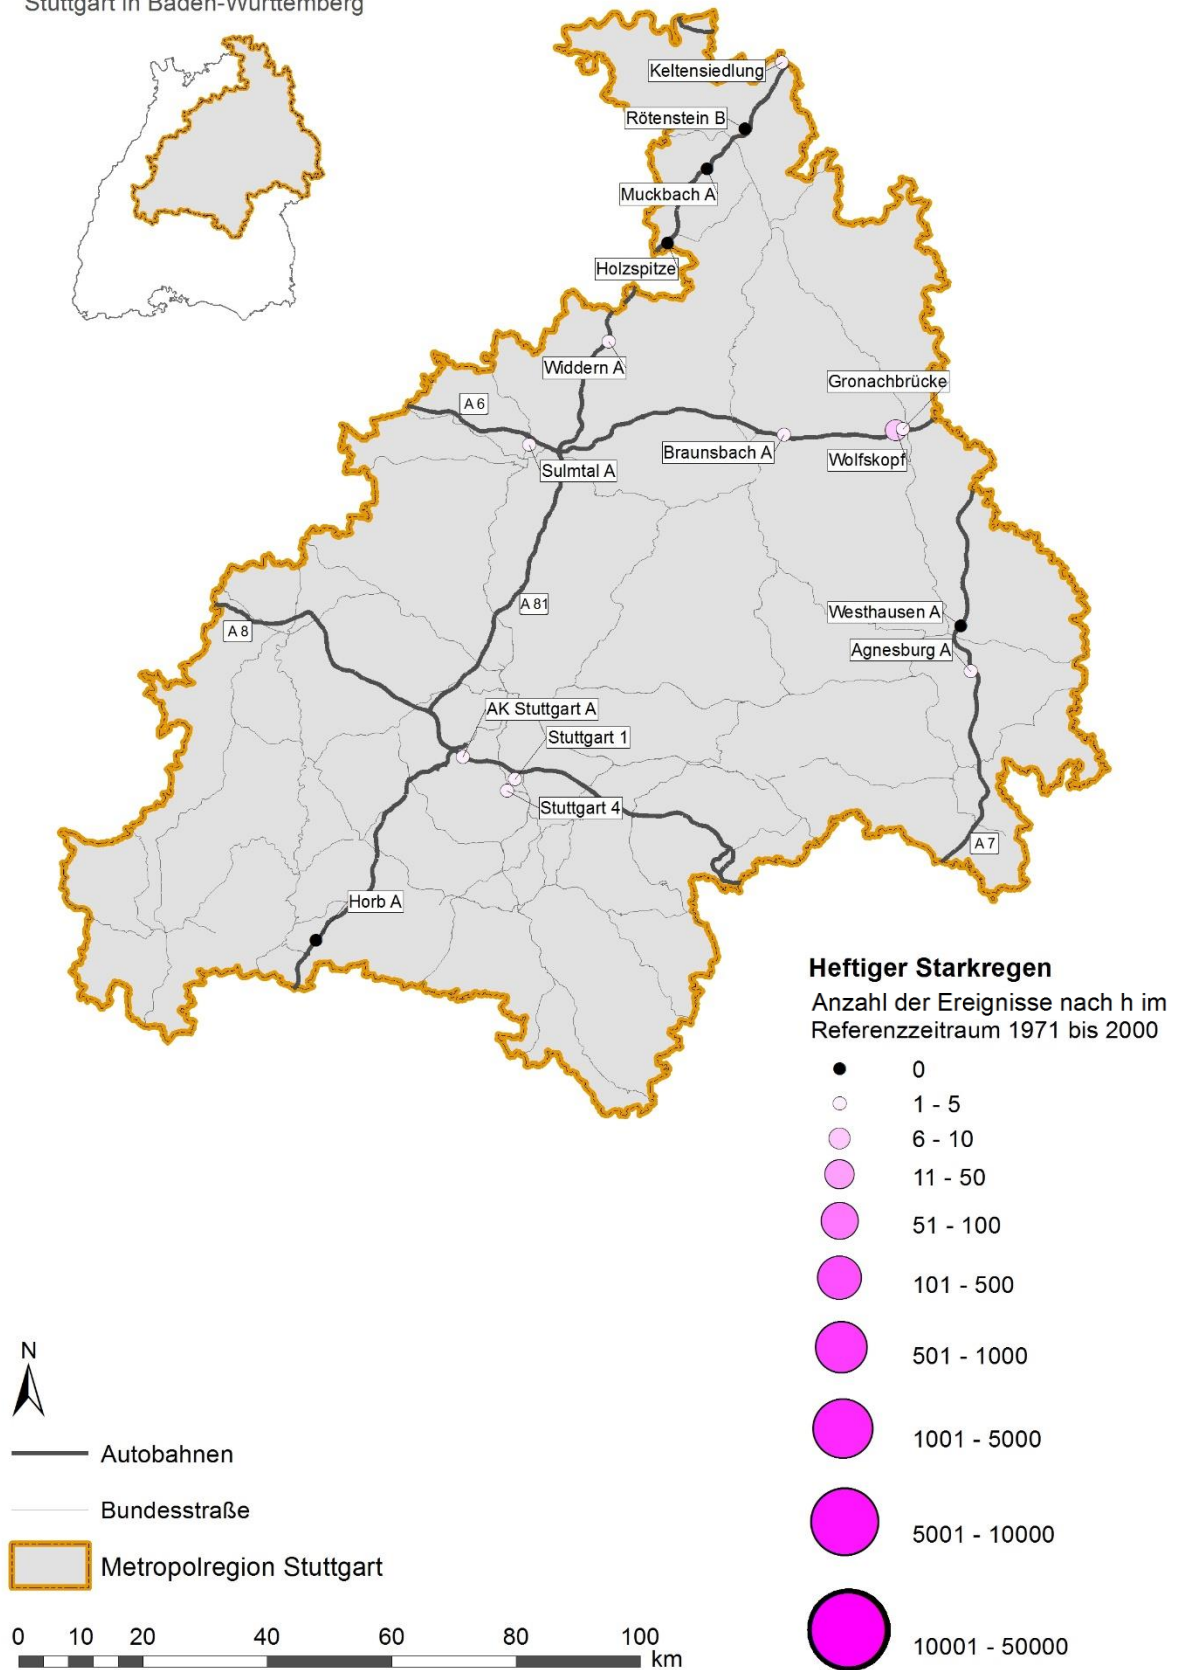 Stuttgart in Baden-Württemberg
Keltensiedlung
Rötenstein B
Muckbach A
Holzspitze
Widdern A
Gronachbrücke
A 6
Braunsbach A
Wolfskopf
Sulmtal A
A 81
Westhausen A
A 8
Agnesburg A
AK Stuttgart A
Stuttgart 1
Stuttgart 4
A 7
Horb A
Heftiger Starkregen
Anzahl der Ereignisse nach h im
Referenzzeitraum 1971 bis 2000
0
1 - 5
6 - 10
11 - 50
51 - 100
101 - 500
501 - 1000
1001 - 5000
5001 - 10000
10001 - 50000
N
Autobahnen
Bundesstraße
Metropolregion Stuttgart
0 10 20 40 60 80 100
km